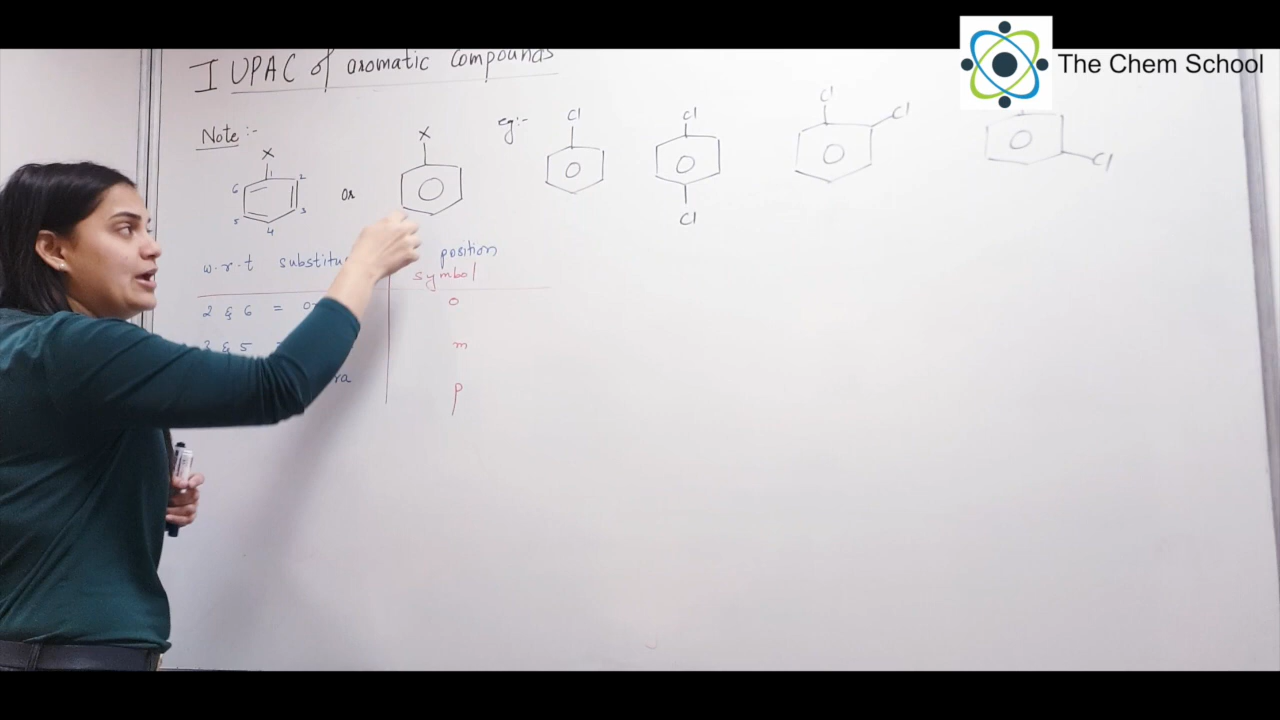 The Chem School
IUPAC of aromatic compounds
Note :-
X
1
2
3
4
5
6
or
X
eg:-
Cl
Cl
Cl
Cl
Cl
Cl
w.r.t
position
symbol
2 & 6 =
o
& 5
m
p